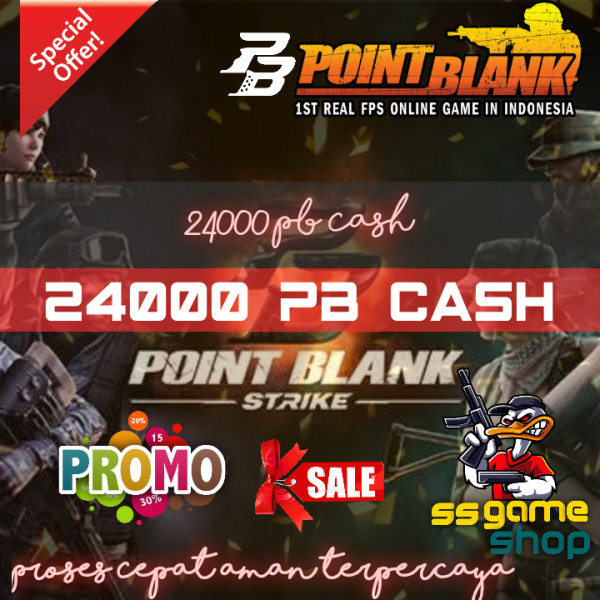 Special
Offer!
PB POINT BLANK
1ST REAL FPS ONLINE GAME IN INDONESIA
24000 pb cash
24000 PB CASH
POINT BLANK
STRIKE
20%
15
PROMO
30%
SALE
ss game
shop
proses cepat aman terpercaya